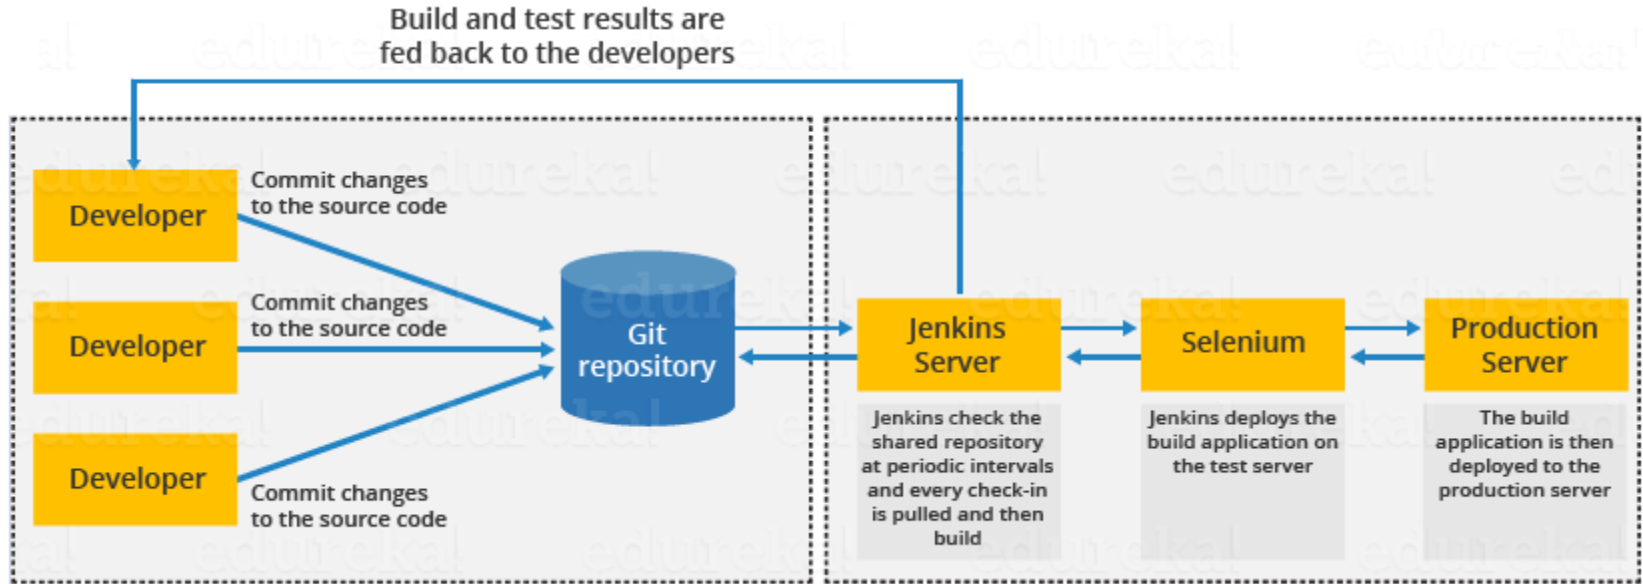 Build and test results are
fed back to the developers
Developer
Commit changes
to the source code
Developer
Commit changes
to the source code
Developer
Commit changes
to the source code
Git
repository
Jenkins
Server
Jenkins check the
shared repository
at periodic intervals
and every check-in
is pulled and then
build
Selenium
Jenkins deploys the
build application on
the test server
Production
Server
The build
application is then
deployed to the
production server
edureka!